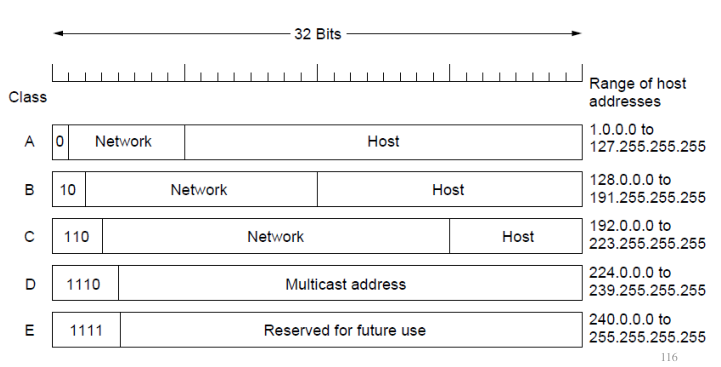 32 Bits
Class
Range of host
addresses
A 0 Network Host 1.0.0.0 to
127.255.255.255
B 10 Network Host 128.0.0.0 to
191.255.255.255
C 110 Network Host 192.0.0.0 to
223.255.255.255
D 1110 Multicast address 224.0.0.0 to
239.255.255.255
E 1111 Reserved for future use 240.0.0.0 to
255.255.255.255
116